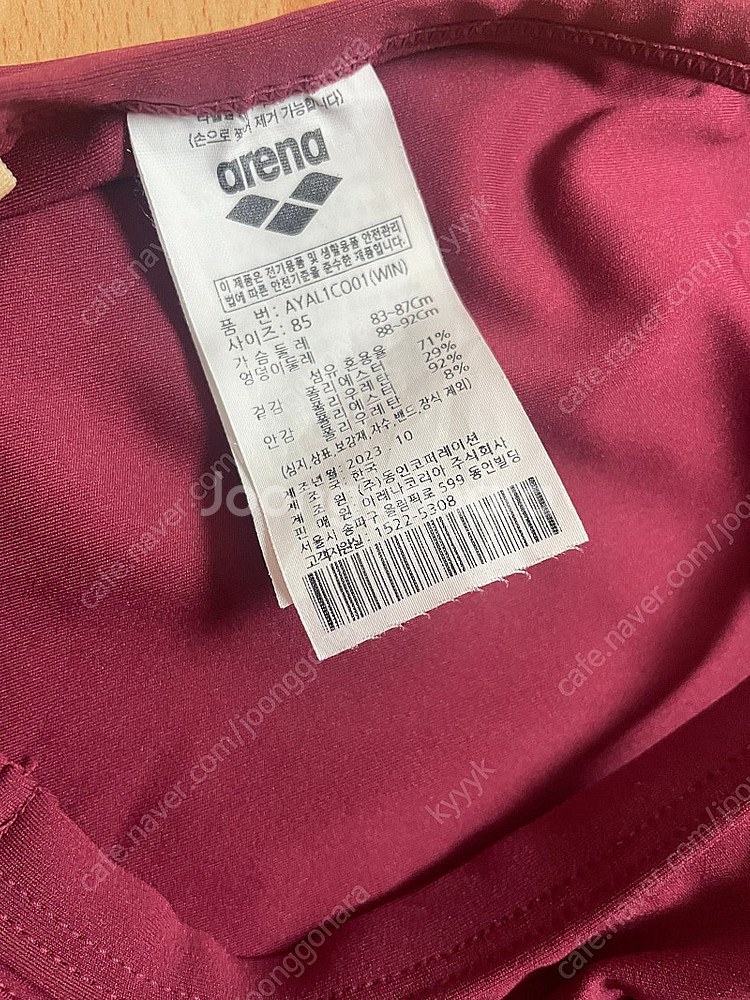 (손으로 뜯어 제거 가능합니다)
arena
이 제품은 전기용품 및 생활용품 안전관리
법에 따른 안전기준을 준수한 제품입니다.
품 번: AYAL1CO01(WIN)
사이즈: 85
가슴둘레 83~87Cm
엉덩이둘레 88~92Cm
섬유 혼용율
겉감 폴리에스터 71%
폴리우레탄 29%
안감 폴리에스터 92%
폴리우레탄 8%
(심지,상표,보강재,자수,밴드,장식 제외)
제조년월: 2023 . 10
제조국: 한국
제조원: (주)동인코퍼레이션
판매원: 아레나코리아 주식회사
서울시 송파구 올림픽로 599 동인빌딩
고객지원실: 1522-5308
cafe.naver.com/joonggonara
kyyyk